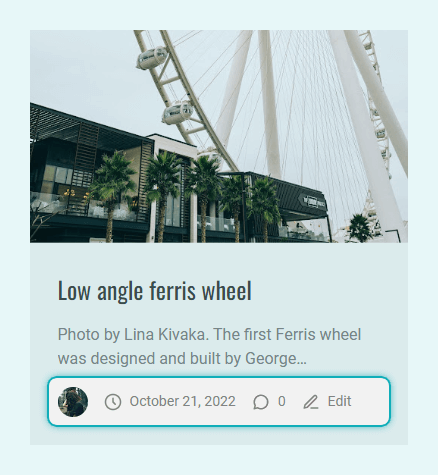 Low angle ferris wheel
Photo by Lina Kivaka. The first Ferris wheel
was designed and built by George...
October 21, 2022 0 Edit